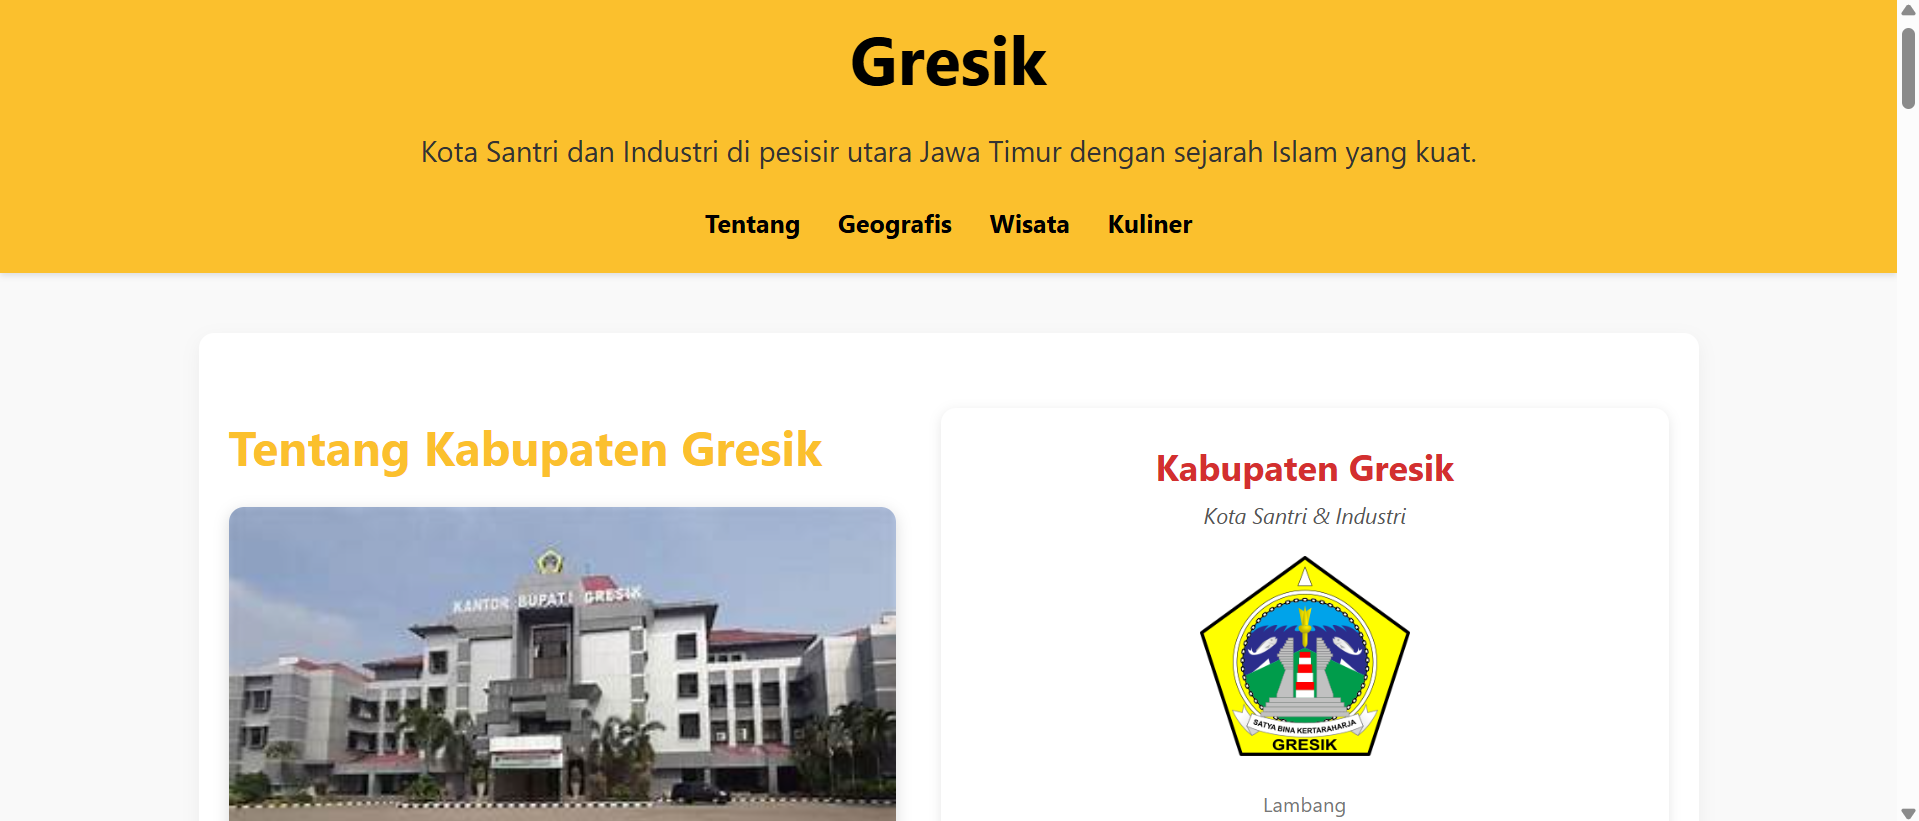 Gresik
Kota Santri dan Industri di pesisir utara Jawa Timur dengan sejarah Islam yang kuat.
Tentang Geografis Wisata Kuliner
Tentang Kabupaten Gresik
KANTOR BUPATI GRESIK
Kabupaten Gresik
Kota Santri & Industri
SATYA BINA KERTARAHARJA
GRESIK
Lambang